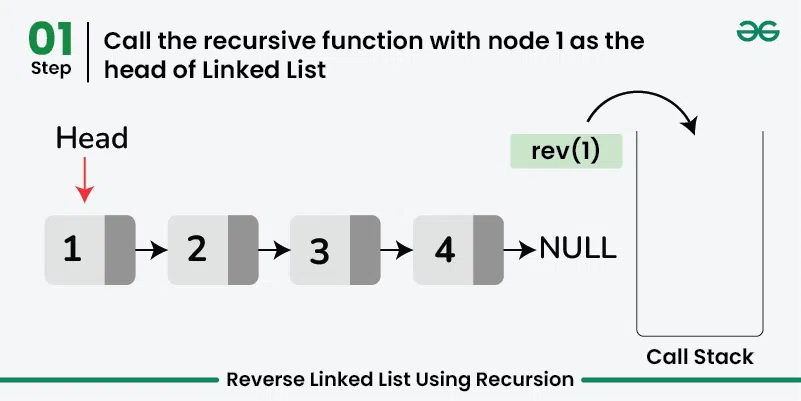 01
Step
Call the recursive function with node 1 as the
head of Linked List
Head
rev(1)
1
2
3
4
NULL
Call Stack
Reverse Linked List Using Recursion